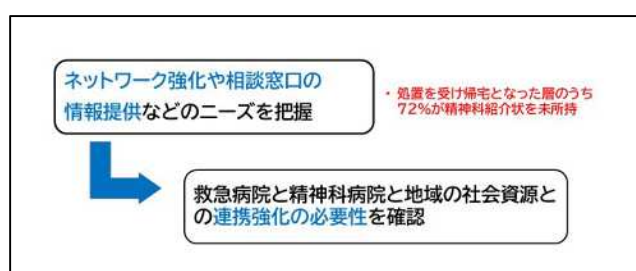 ネットワーク強化や相談窓口の
情報提供などのニーズを把握
・処置を受け帰宅となった層のうち
72%が精神科紹介状を未所持
救急病院と精神科病院と地域の社会資源と
の連携強化の必要性を確認